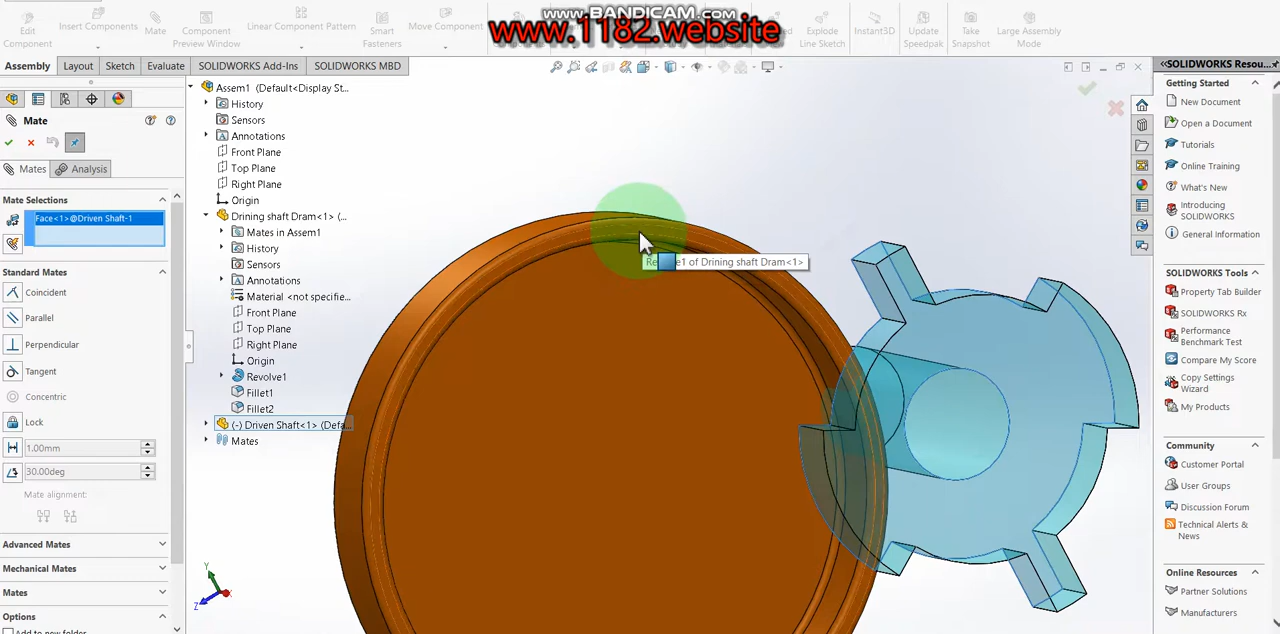 www.BANDICAM.com
www.1182.website
Edit Component
Insert Components
Mate
Component Preview Window
Linear Component Pattern
Smart Fasteners
Move Component
Explode Line Sketch
Instant3D
Update Speedpak
Take Snapshot
Large Assembly Mode
Assembly
Layout
Sketch
Evaluate
SOLIDWORKS Add-Ins
SOLIDWORKS MBD
Mate
Mates
Analysis
Mate Selections
Face<1>@Driven Shaft-1
Standard Mates
Coincident
Parallel
Perpendicular
Tangent
Concentric
Lock
1.00mm
30.00deg
Mate alignment:
Advanced Mates
Mechanical Mates
Mates
Options
Add to new folder
Assem1 (Default<Display St...
History
Sensors
Annotations
Front Plane
Top Plane
Right Plane
Origin
Drining shaft Dram<1> (...
Mates in Assem1
History
Sensors
Annotations
Material <not specifie...
Front Plane
Top Plane
Right Plane
Origin
Revolve1
Fillet1
Fillet2
(-) Driven Shaft<1> (Defa...
Mates
e1 of Drining shaft Dram<1>
Y
X
Z
SOLIDWORKS Resou...
Getting Started
New Document
Open a Document
Tutorials
Online Training
What's New
Introducing SOLIDWORKS
General Information
SOLIDWORKS Tools
Property Tab Builder
SOLIDWORKS Rx
Performance Benchmark Test
Compare My Score
Copy Settings Wizard
My Products
Community
Customer Portal
User Groups
Discussion Forum
Technical Alerts & News
Online Resources
Partner Solutions
Manufacturers